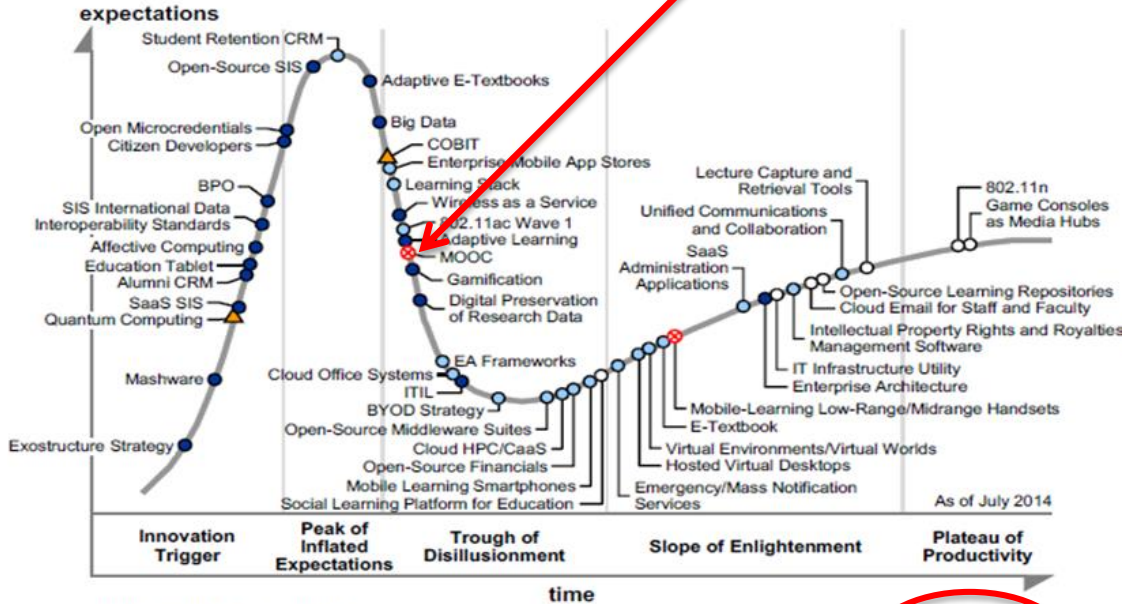 expectations
Student Retention CRM
Open-Source SIS
Adaptive E-Textbooks
Open Microcredentials
Big Data
Citizen Developers
COBIT
Enterprise Mobile App Stores
BPO
Learning Stack
SIS International Data
Interoperability Standards
Wireless as a Service
802.11ac Wave 1
Affective Computing
Adaptive Learning
Education Tablet
MOOC
Alumni CRM
Gamification
SaaS SIS
Digital Preservation
of Research Data
Quantum Computing
Mashware
EA Frameworks
Cloud Office Systems
ITIL
BYOD Strategy
Exostructure Strategy
Open-Source Middleware Suites
Cloud HPC/CaaS
Open-Source Financials
Mobile Learning Smartphones
Social Learning Platform for Education
Lecture Capture and
Retrieval Tools
Unified Communications
and Collaboration
SaaS
Administration
Applications
802.11n
Game Consoles
as Media Hubs
Open-Source Learning Repositories
Cloud Email for Staff and Faculty
Intellectual Property Rights and Royalties
Management Software
IT Infrastructure Utility
Enterprise Architecture
Mobile-Learning Low-Range/Midrange Handsets
E-Textbook
Virtual Environments/Virtual Worlds
Hosted Virtual Desktops
Emergency/Mass Notification
Services
As of July 2014
Innovation
Trigger
Peak of
Inflated
Expectations
Trough of
Disillusionment
Slope of Enlightenment
Plateau of
Productivity
time